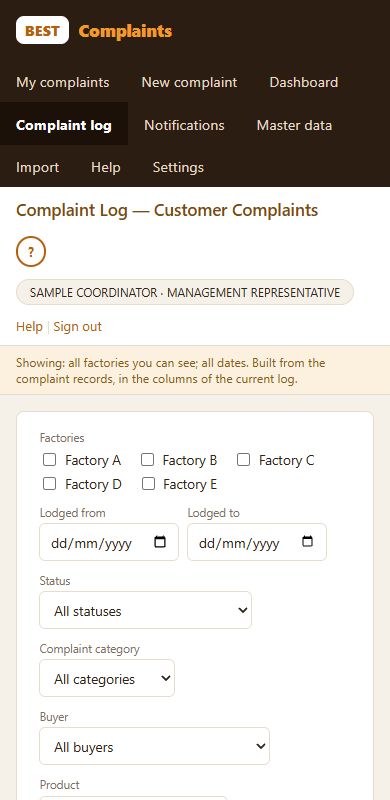 BEST Complaints
My complaints New complaint Dashboard
Complaint log Notifications Master data
Import Help Settings
Complaint Log — Customer Complaints
?
SAMPLE COORDINATOR · MANAGEMENT REPRESENTATIVE
Help | Sign out
Showing: all factories you can see; all dates. Built from the
complaint records, in the columns of the current log.
Factories
Factory A Factory B Factory C
Factory D Factory E
Lodged from Lodged to
dd/mm/yyyy dd/mm/yyyy
Status
All statuses
Complaint category
All categories
Buyer
All buyers
Product